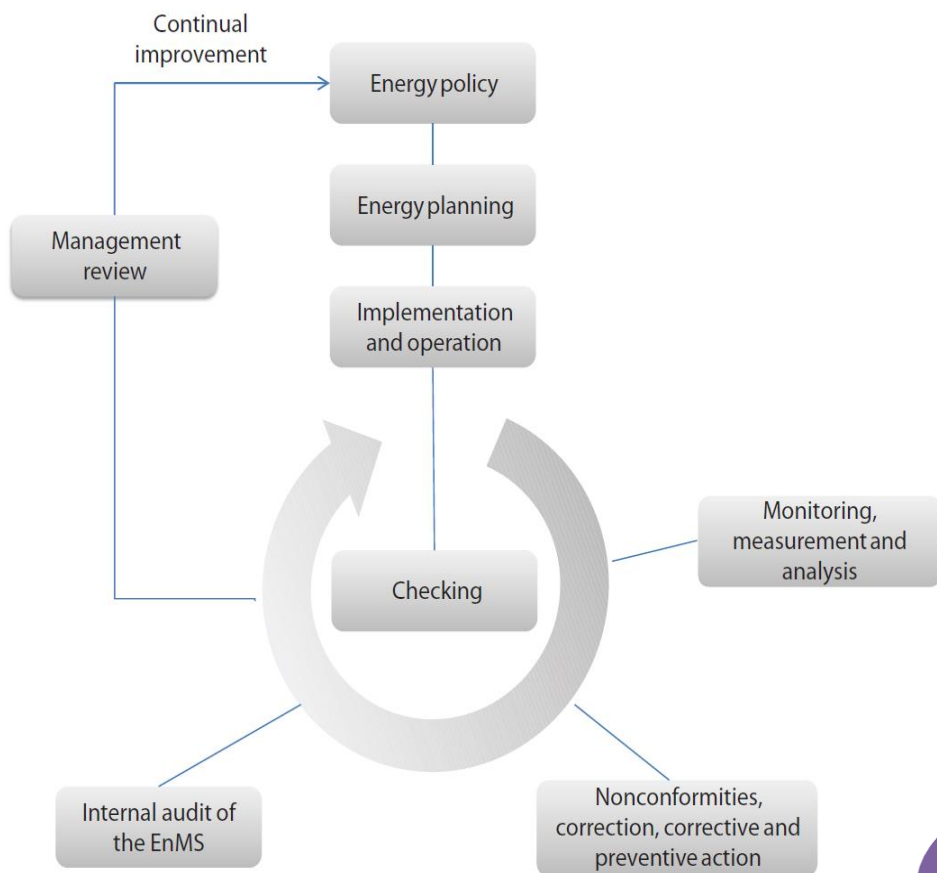 Continual
improvement
Energy policy
Energy planning
Management
review
Implementation
and operation
Monitoring,
measurement and
analysis
Checking
Internal audit of
the EnMS
Nonconformities,
correction, corrective and
preventive action